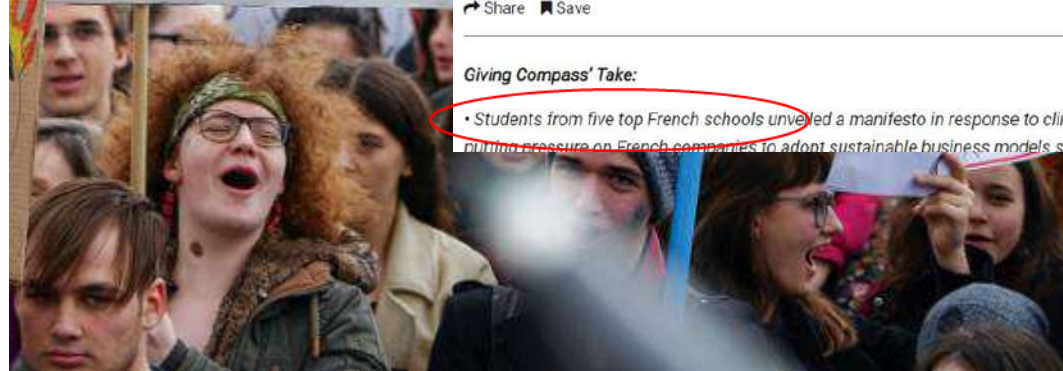 Share Save
Giving Compass' Take:
• Students from five top French schools unveiled a manifesto in response to
putting pressure on French companies to adopt sustainable business models